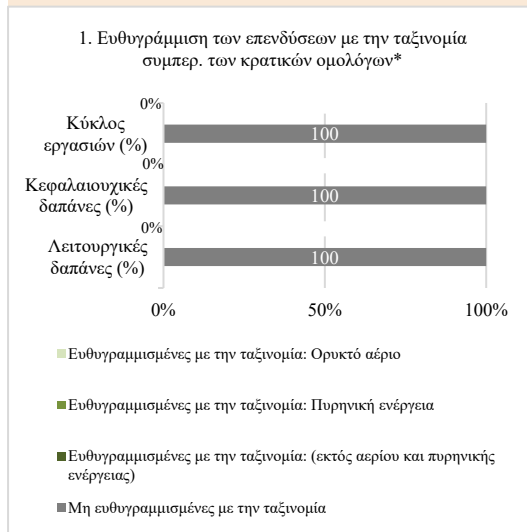 1. Ευθυγράμμιση των επενδύσεων με την ταξινομία
συμπερ. των κρατικών ομολόγων*
0%
Κύκλος
εργασιών (%)
100
0%
Κεφαλαιουχικές
δαπάνες (%)
100
0%
Λειτουργικές
δαπάνες (%)
100
0%
50%
100%
Ευθυγραμμισμένες με την ταξινομία: Ορυκτό αέριο
Ευθυγραμμισμένες με την ταξινομία: Πυρηνική ενέργεια
Ευθυγραμμισμένες με την ταξινομία: (εκτός αερίου και πυρηνικής
ενέργειας)
Μη ευθυγραμμισμένες με την ταξινομία